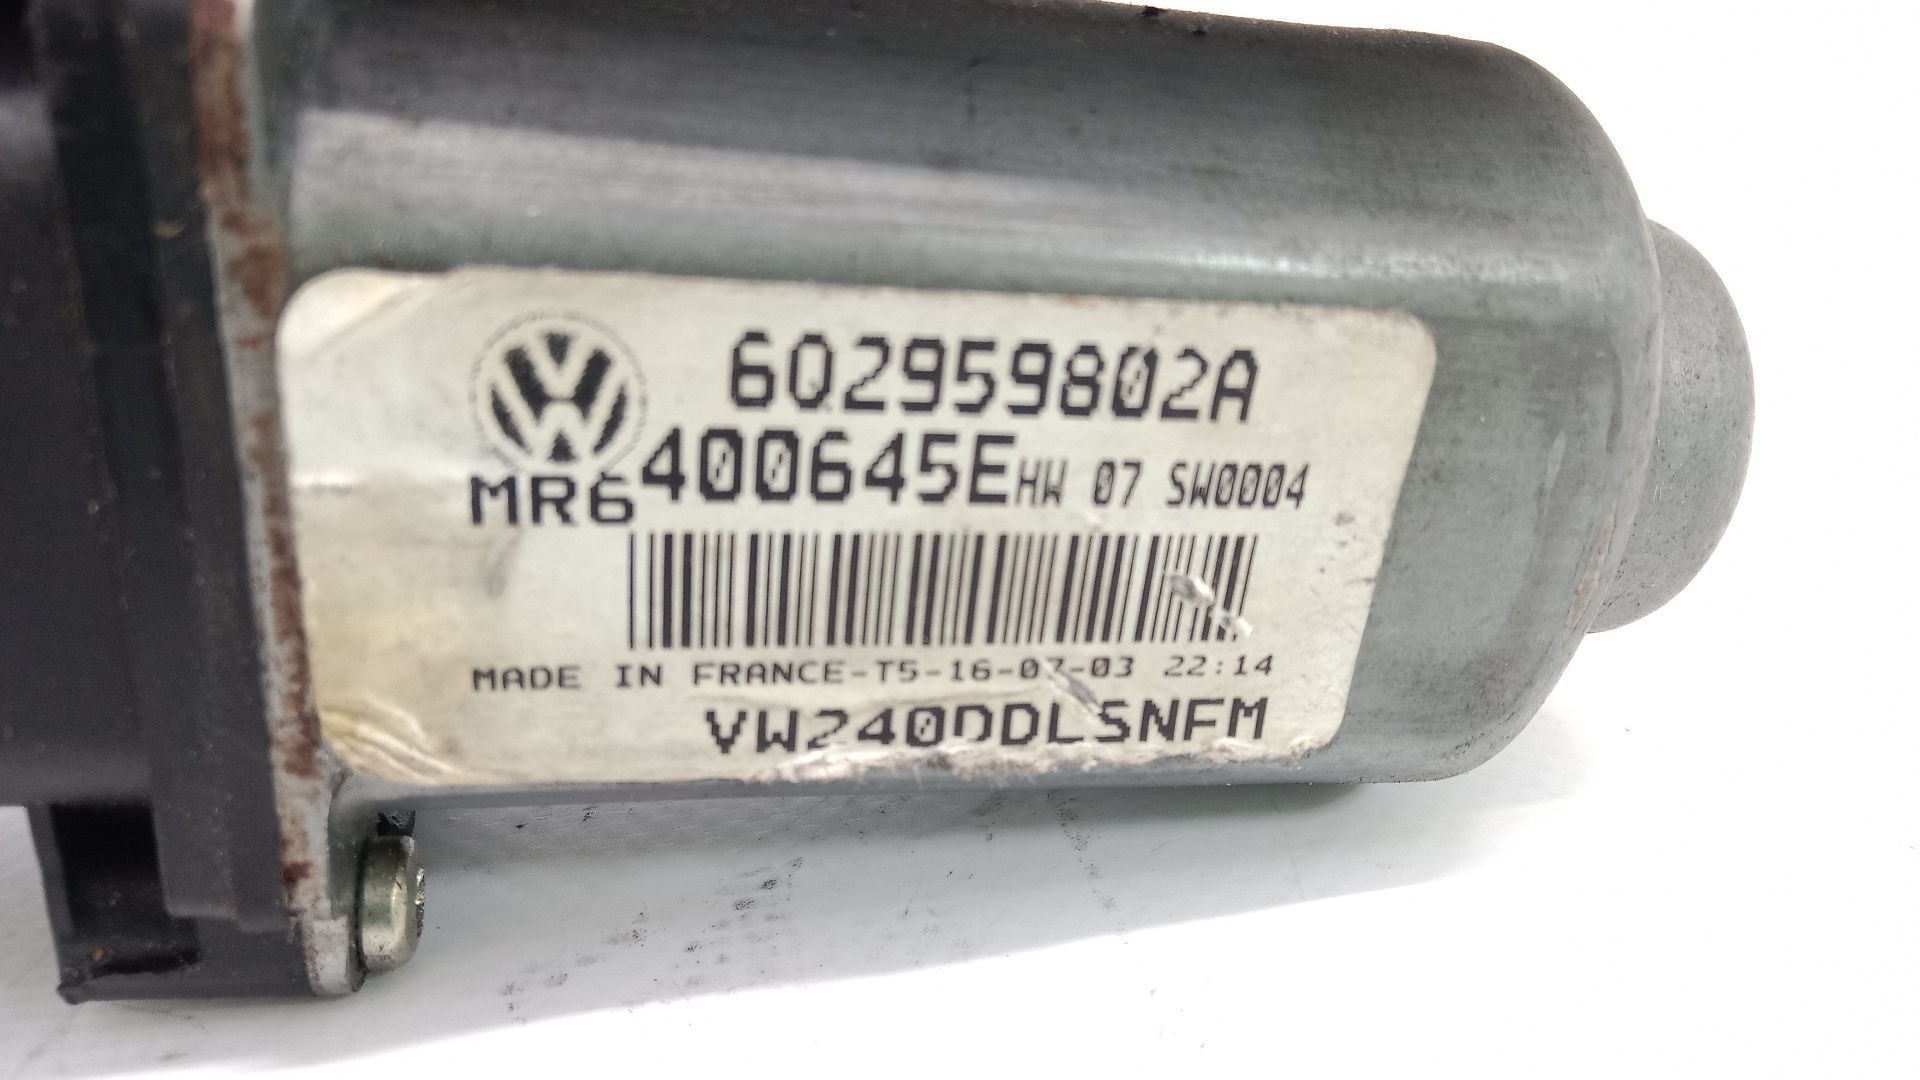 6Q2959802A
MR6 400645E HW 07 SW0004
MADE IN FRANCE-T5-16-07-03 22:14
VW240DDLSNFM